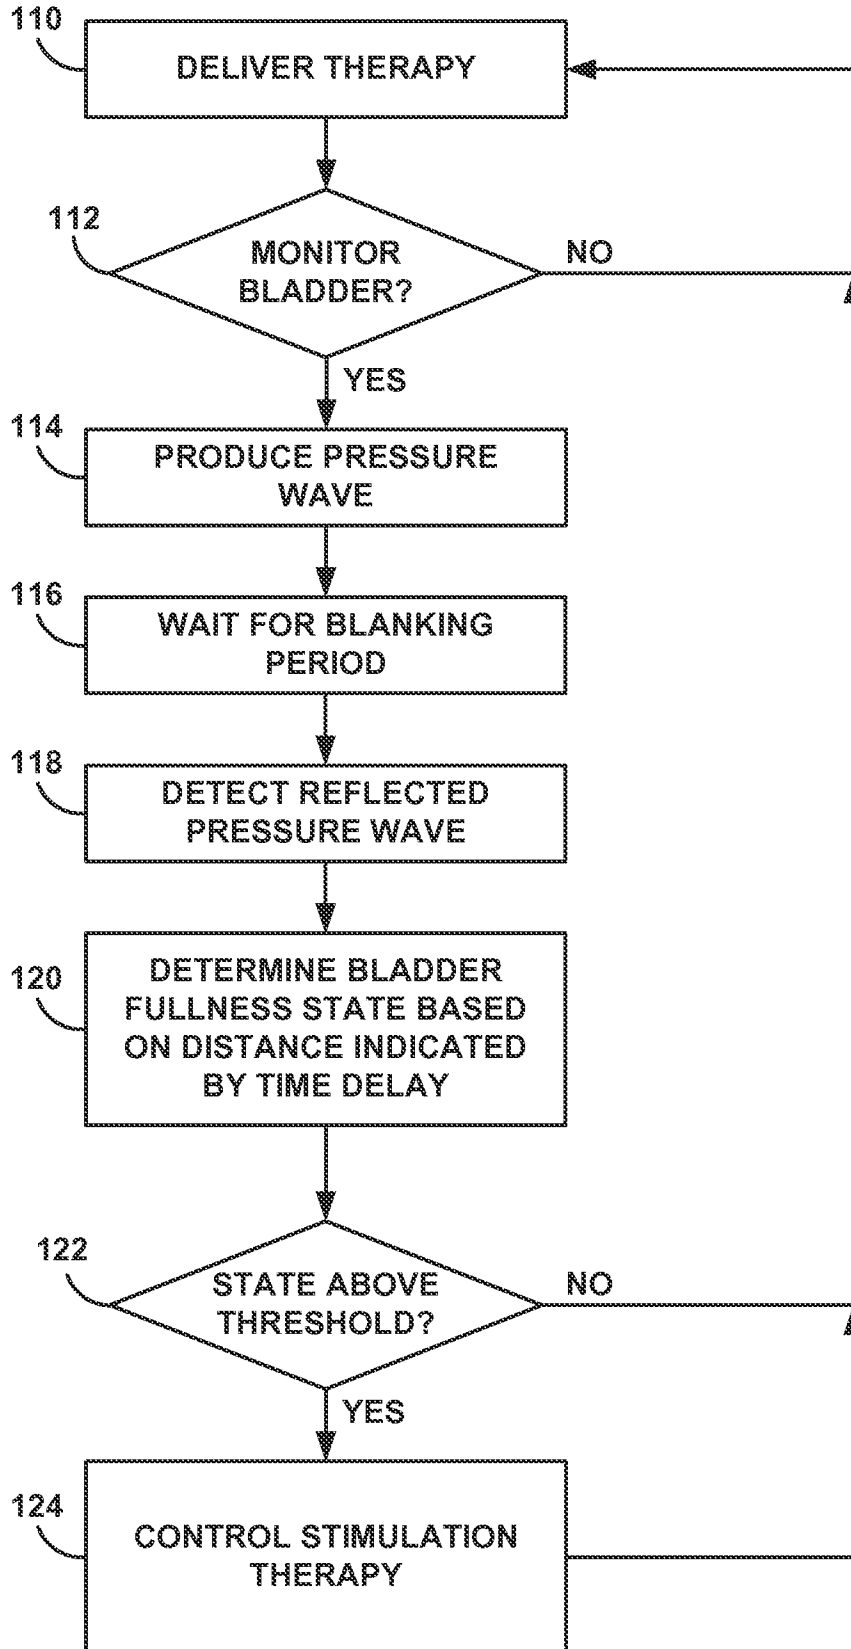 110
DELIVER THERAPY
112
MONITOR
BLADDER?
NO
YES
114
PRODUCE PRESSURE
WAVE
116
WAIT FOR BLANKING
PERIOD
118
DETECT REFLECTED
PRESSURE WAVE
120
DETERMINE BLADDER
FULLNESS STATE BASED
ON DISTANCE INDICATED
BY TIME DELAY
122
STATE ABOVE
THRESHOLD?
NO
YES
124
CONTROL STIMULATION
THERAPY